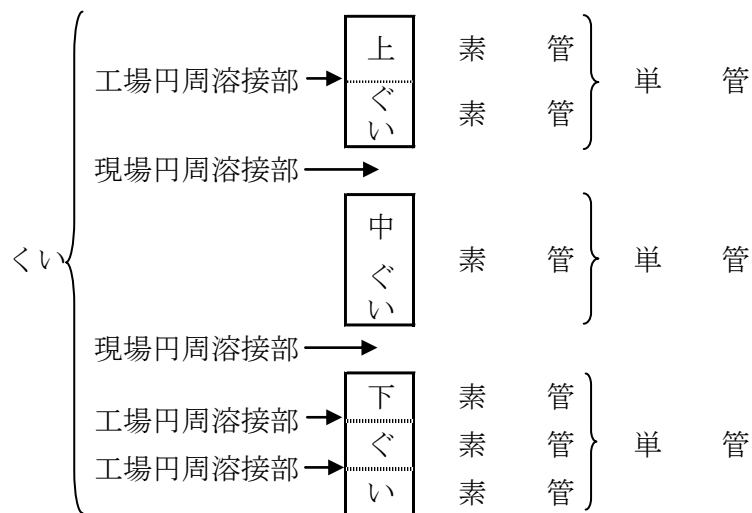 上 素 管
工場円周溶接部 単 管
ぐい 素 管
現場円周溶接部
中ぐい
くい 素 管 単 管
現場円周溶接部
下 素 管
工場円周溶接部
ぐ 素 管 単 管
工場円周溶接部
い 素 管